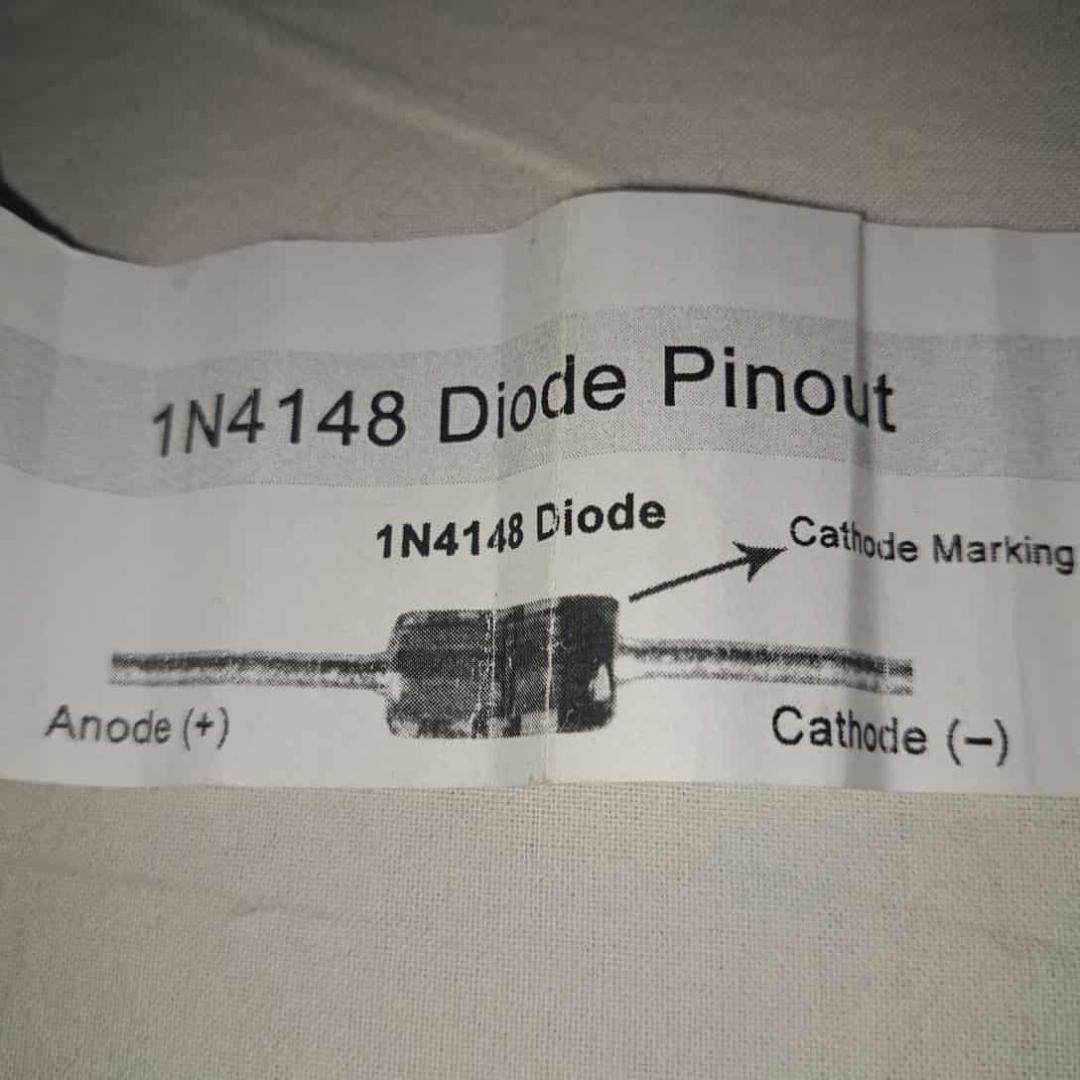 1N4148 Diode Pinout
1N4148 Diode
Cathode Marking
Anode (+)
Cathode (−)